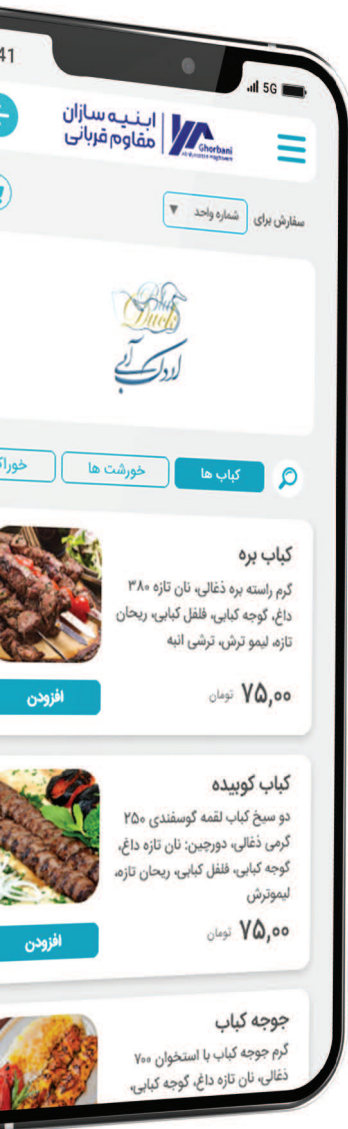 41
5G
ابنیه سازان
مقاوم قربانی
Ghorbani
سفارش برای
شماره واحد
Blue
Duck
اردک آبی
کباب ها
خورشت ها
کباب بره
گرم راسته بره ذغالی، نان تازه ۳۸۰
داغ، گوجه کبابی، فلفل کبابی، ریحان
تازه، لیمو ترش، ترشی انبه
۷۵,۰۰ تومان
افزودن
کباب کوبیده
دو سیخ کباب لقمه گوسفندی ۲۵۰
گرمی ذغالی، دورچین: نان تازه داغ،
گوجه کبابی، فلفل کبابی، ریحان تازه،
لیموترش
۷۵,۰۰ تومان
افزودن
جوجه کباب
گرم جوجه کباب با استخوان ۷۰۰
ذغالی، نان تازه داغ، گوجه کبابی،